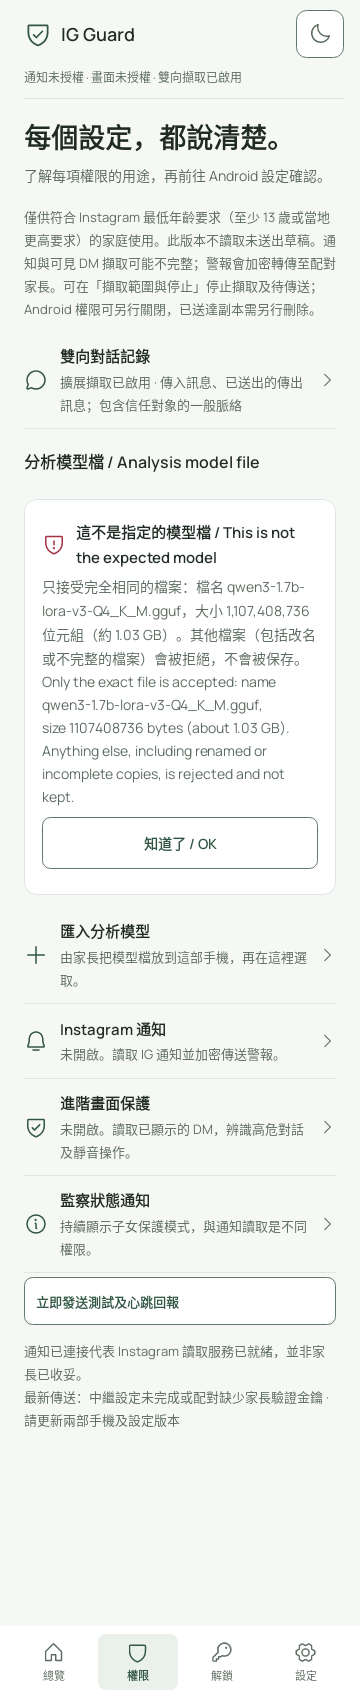 IG Guard
通知未授權 · 畫面未授權 · 雙向擷取已啟用
每個設定，都說清楚。
了解每項權限的用途，再前往 Android 設定確認。
僅供符合 Instagram 最低年齡要求（至少 13 歲或當地
更高要求）的家庭使用。此版本不讀取未送出草稿。通
知與可見 DM 擷取可能不完整；警報會加密轉傳至配對
家長。可在「擷取範圍與停止」停止擷取及待傳送；
Android 權限可另行關閉，已送達副本需另行刪除。
雙向對話記錄
擴展擷取已啟用 · 傳入訊息、已送出的傳出
訊息；包含信任對象的一般脈絡
分析模型檔 / Analysis model file
這不是指定的模型檔 / This is not
the expected model
只接受完全相同的檔案：檔名 qwen3-1.7b-
lora-v3-Q4_K_M.gguf，大小 1,107,408,736
位元組（約 1.03 GB）。其他檔案（包括改名
或不完整的檔案）會被拒絕，不會被保存。
Only the exact file is accepted: name
qwen3-1.7b-lora-v3-Q4_K_M.gguf,
size 1107408736 bytes (about 1.03 GB).
Anything else, including renamed or
incomplete copies, is rejected and not
kept.
知道了 / OK
匯入分析模型
由家長把模型檔放到這部手機，再在這裡選
取。
Instagram 通知
未開啟。讀取 IG 通知並加密傳送警報。
進階畫面保護
未開啟。讀取已顯示的 DM，辨識高危對話
及靜音操作。
監察狀態通知
持續顯示子女保護模式，與通知讀取是不同
權限。
立即發送測試及心跳回報
通知已連接代表 Instagram 讀取服務已就緒，並非家
長已收妥。
最新傳送：中繼設定未完成或配對缺少家長驗證金鑰 ·
請更新兩部手機及設定版本
總覽
權限
解鎖
設定